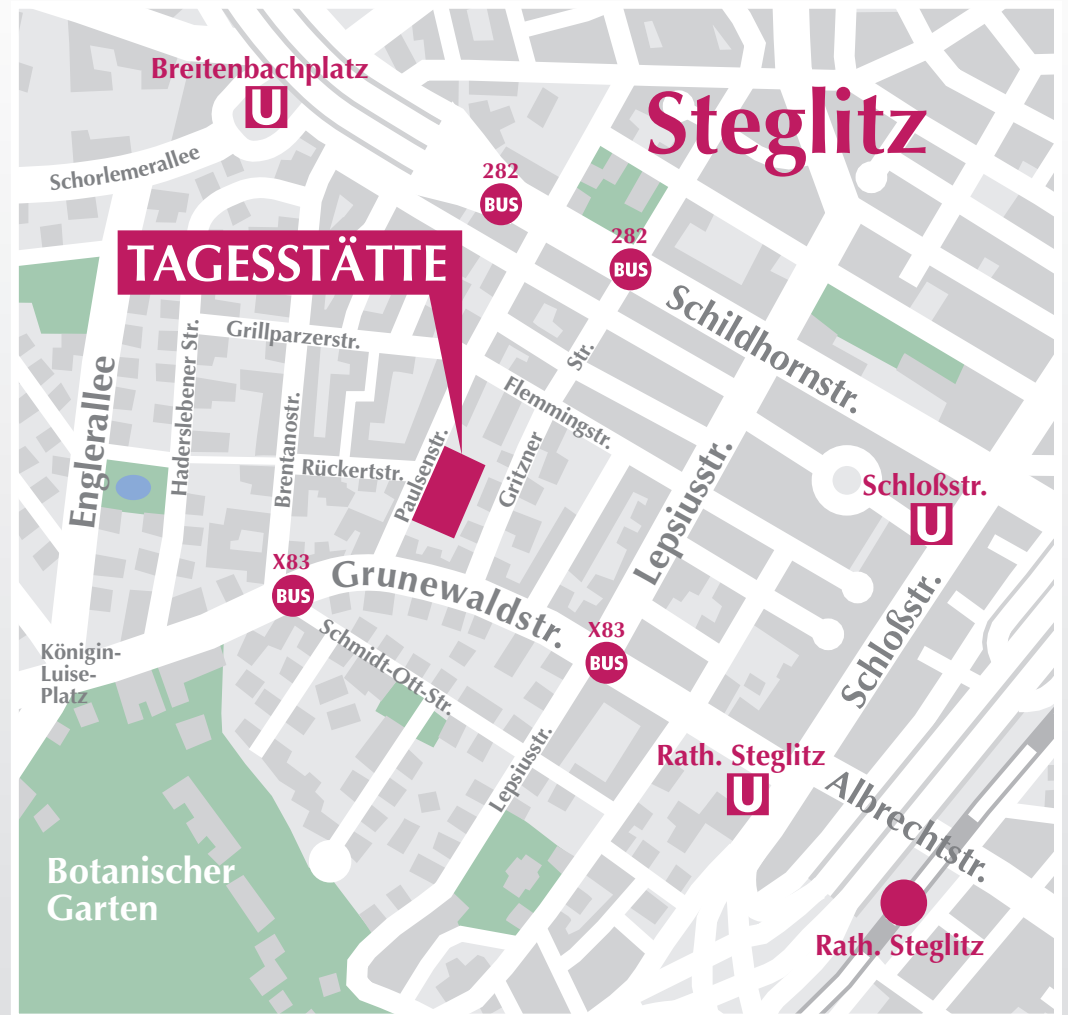 Breitenbachplatz
U
Steglitz
Schorlemerallee
282
BUS
282
BUS
TAGESSTÄTTE
Schildhornstr.
Grillparzerstr.
Haderslebener Str.
Englerallee
Brentanostr.
Rückertstr.
Paulsenstr.
Flemmingstr.
Gritzner
Str.
Lepsiusstr.
Schloßstr.
U
X83
BUS
Grunewaldstr.
X83
BUS
Schloßstr.
Königin-
Luise-
Platz
Schmidt-Ott-Str.
Lepsiusstr.
Rath. Steglitz
U
Albrechtstr.
Botanischer
Garten
Rath. Steglitz